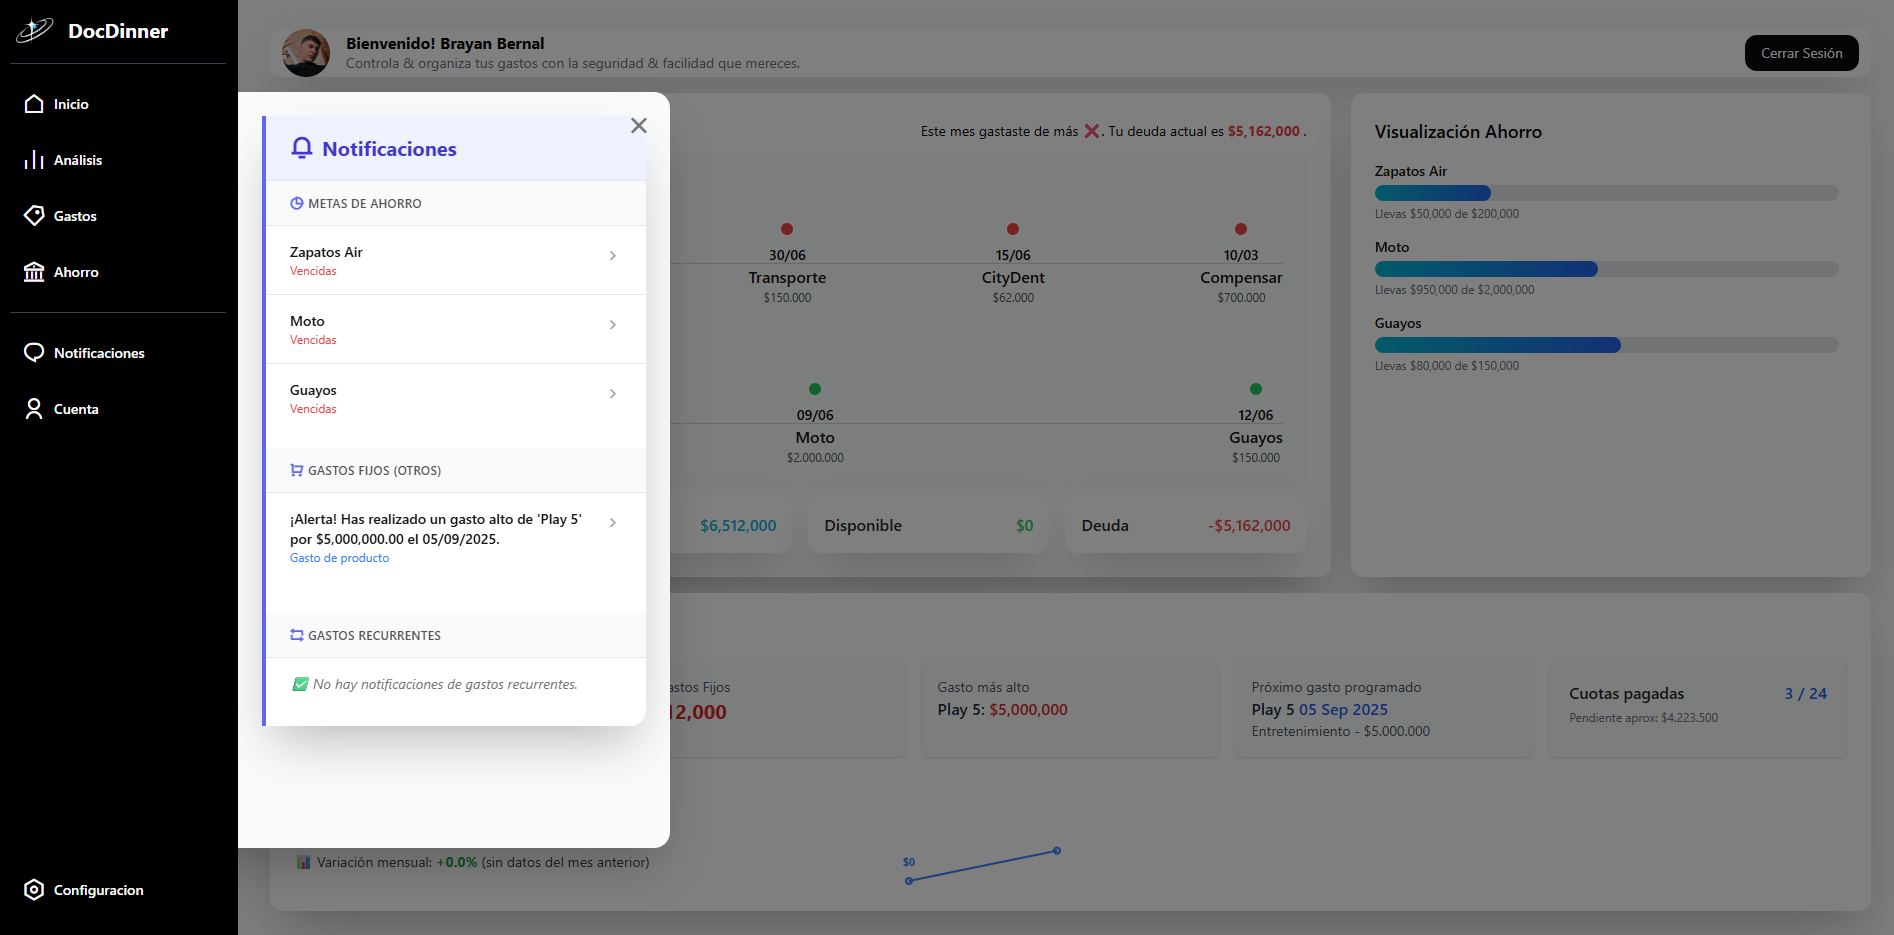 DocDinner
Inicio
Análisis
Gastos
Ahorro
Notificaciones
Cuenta
Configuracion
Bienvenido! Brayan Bernal
Controla & organiza tus gastos con la seguridad & facilidad que mereces.
Cerrar Sesión
Notificaciones
METAS DE AHORRO
Zapatos Air
Vencidas
Moto
Vencidas
Guayos
Vencidas
GASTOS FIJOS (OTROS)
¡Alerta! Has realizado un gasto alto de 'Play 5'
por $5,000,000.00 el 05/09/2025.
Gasto de producto
GASTOS RECURRENTES
No hay notificaciones de gastos recurrentes.
Este mes gastaste de más ❌. Tu deuda actual es $5,162,000 .
30/06
Transporte
$150.000
15/06
CityDent
$62.000
10/03
Compensar
$700.000
09/06
Moto
$2.000.000
12/06
Guayos
$150.000
$6,512,000
Disponible $0
Deuda -$5,162,000
Visualización Ahorro
Zapatos Air
Llevas $50,000 de $200,000
Moto
Llevas $950,000 de $2,000,000
Guayos
Llevas $80,000 de $150,000
astos Fijos
12,000
Gasto más alto
Play 5: $5,000,000
Próximo gasto programado
Play 5 05 Sep 2025
Entretenimiento - $5.000.000
Cuotas pagadas 3 / 24
Pendiente aprox: $4.223.500
Variación mensual: +0.0% (sin datos del mes anterior)
$0